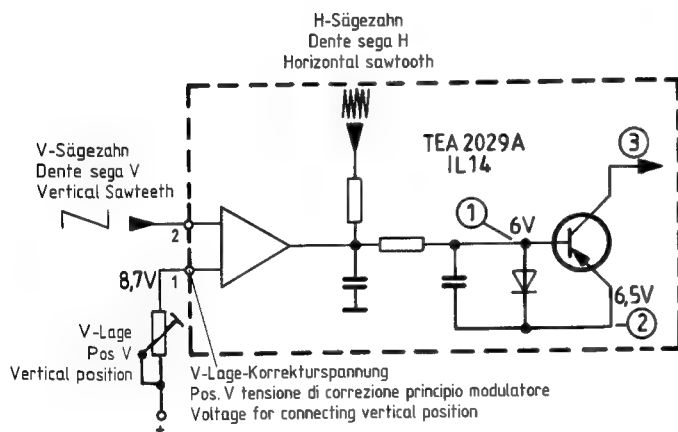 H-Sägezahn
Dente sega H
Horizontal sawtooth
V-Sägezahn
Dente sega V
Vertical Sawteeth
TEA 2029A
IL14
3
1
6V
2
8,7V
1
6,5V
2
V-Lage
Pos V
Vertical position
V-Lage-Korrekturspannung
Pos. V tensione di correzione principio modulatore
Voltage for connecting vertical position
+